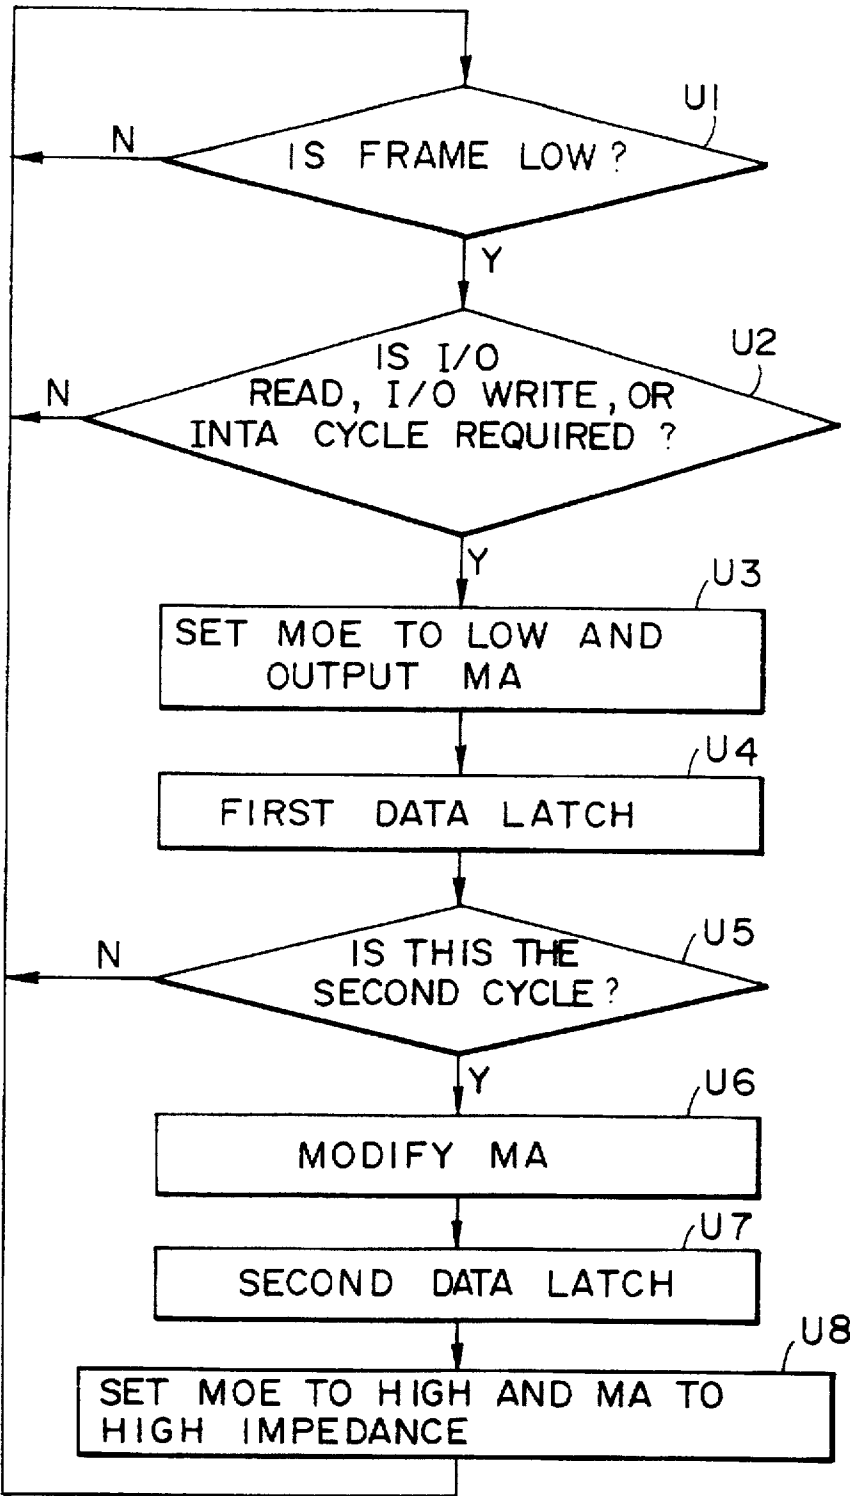 U1
N
IS FRAME LOW?
Y
U2
IS I/O
N
READ, I/O WRITE, OR
INTA CYCLE REQUIRED ?
Y
U3
SET MOE TO LOW AND
OUTPUT MA
U4
FIRST DATA LATCH
U5
N
IS THIS THE
SECOND CYCLE?
Y
U6
MODIFY MA
U7
SECOND DATA LATCH
U8
SET MOE TO HIGH AND MA TO
HIGH IMPEDANCE